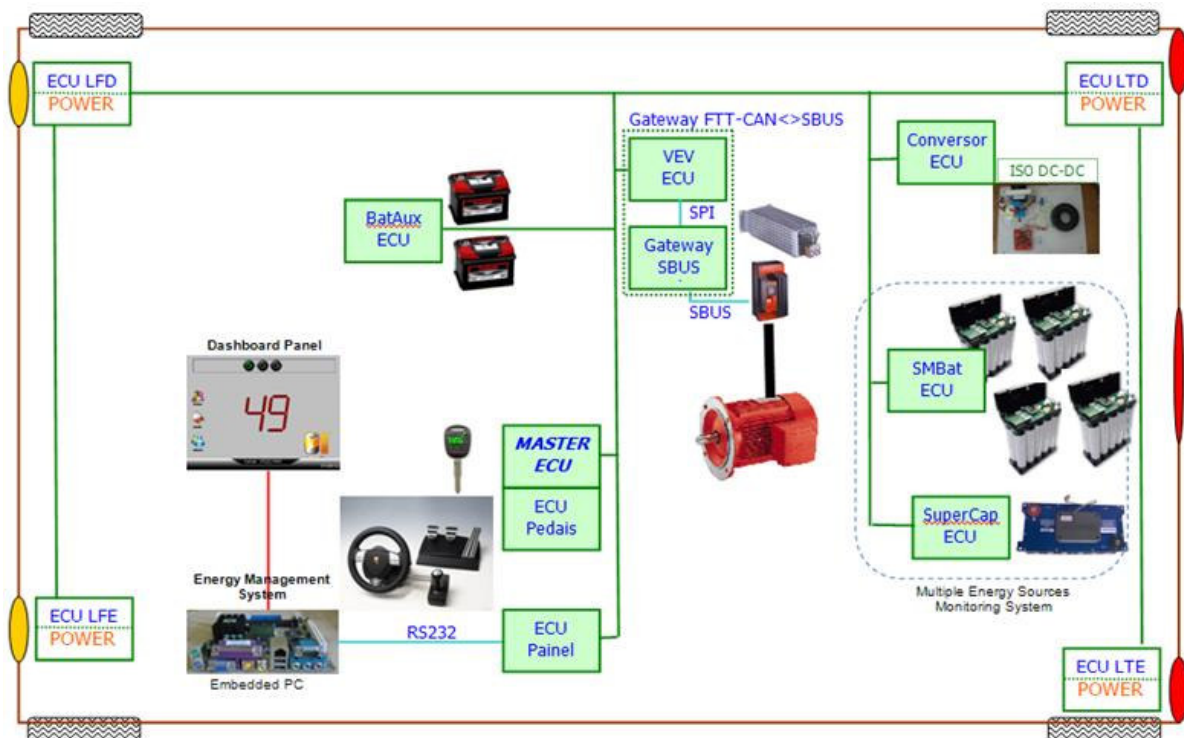 ECU LFD
POWER
ECU LTD
POWER
Gateway FTT-CAN<>SBUS
VEV
ECU
SPI
Gateway
SBUS
SBUS
Conversor
ECU
ISO DC-DC
BatAux
ECU
Dashboard Panel
49
SMBat
ECU
MASTER
ECU
ECU
Pedais
SuperCap
ECU
Multiple Energy Sources
Monitoring System
Energy Management
System
ECU LFE
POWER
RS232
ECU
Painel
Embedded PC
ECU LTE
POWER